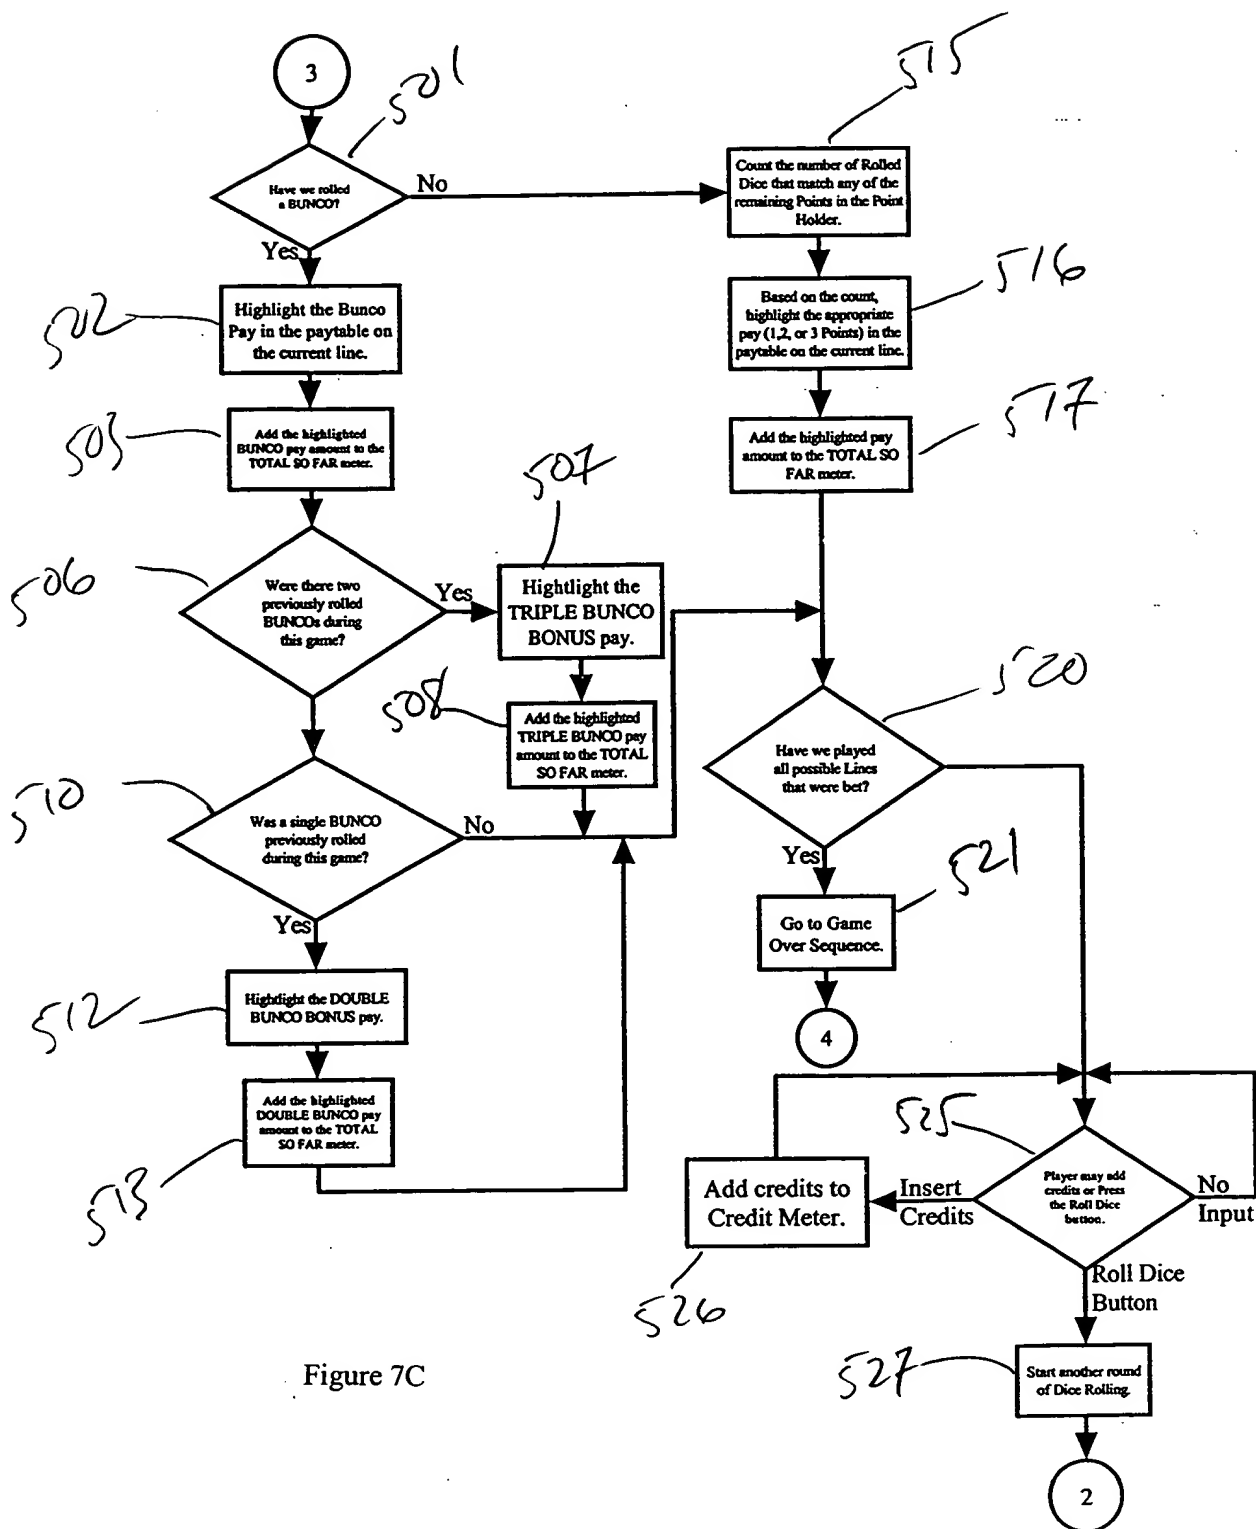 3
501
Have we rolled
a BUNCO?
No
Yes
502
Highlight the Bunco
Pay in the paytable on
the current line.
503
Add the highlighted
BUNCO pay amount to the
TOTAL SO FAR meter.
506
Were there two
previously rolled
BUNCOs during
this game?
Yes
507
Hightlight the
TRIPLE BUNCO
BONUS pay.
508
Add the highlighted
TRIPLE BUNCO pay
amount to the TOTAL
SO FAR meter.
510
Was a single BUNCO
previously rolled
during this game?
No
Yes
512
Hightlight the DOUBLE
BUNCO BONUS pay.
513
Add the highlighted
DOUBLE BUNCO pay
amount to the TOTAL
SO FAR meter.
515
Count the number of Rolled
Dice that match any of the
remaining Points in the Point
Holder.
516
Based on the count,
highlight the appropriate
pay (1,2, or 3 Points) in the
paytable on the current line.
517
Add the highlighted pay
amount to the TOTAL SO
FAR meter.
520
Have we played
all possible Lines
that were bet?
Yes
521
Go to Game
Over Sequence.
4
525
Player may add
credits or Press
the Roll Dice
button.
No
Input
Insert
Credits
Add credits to
Credit Meter.
526
Roll Dice
Button
527
Start another round
of Dice Rolling.
2
Figure 7C